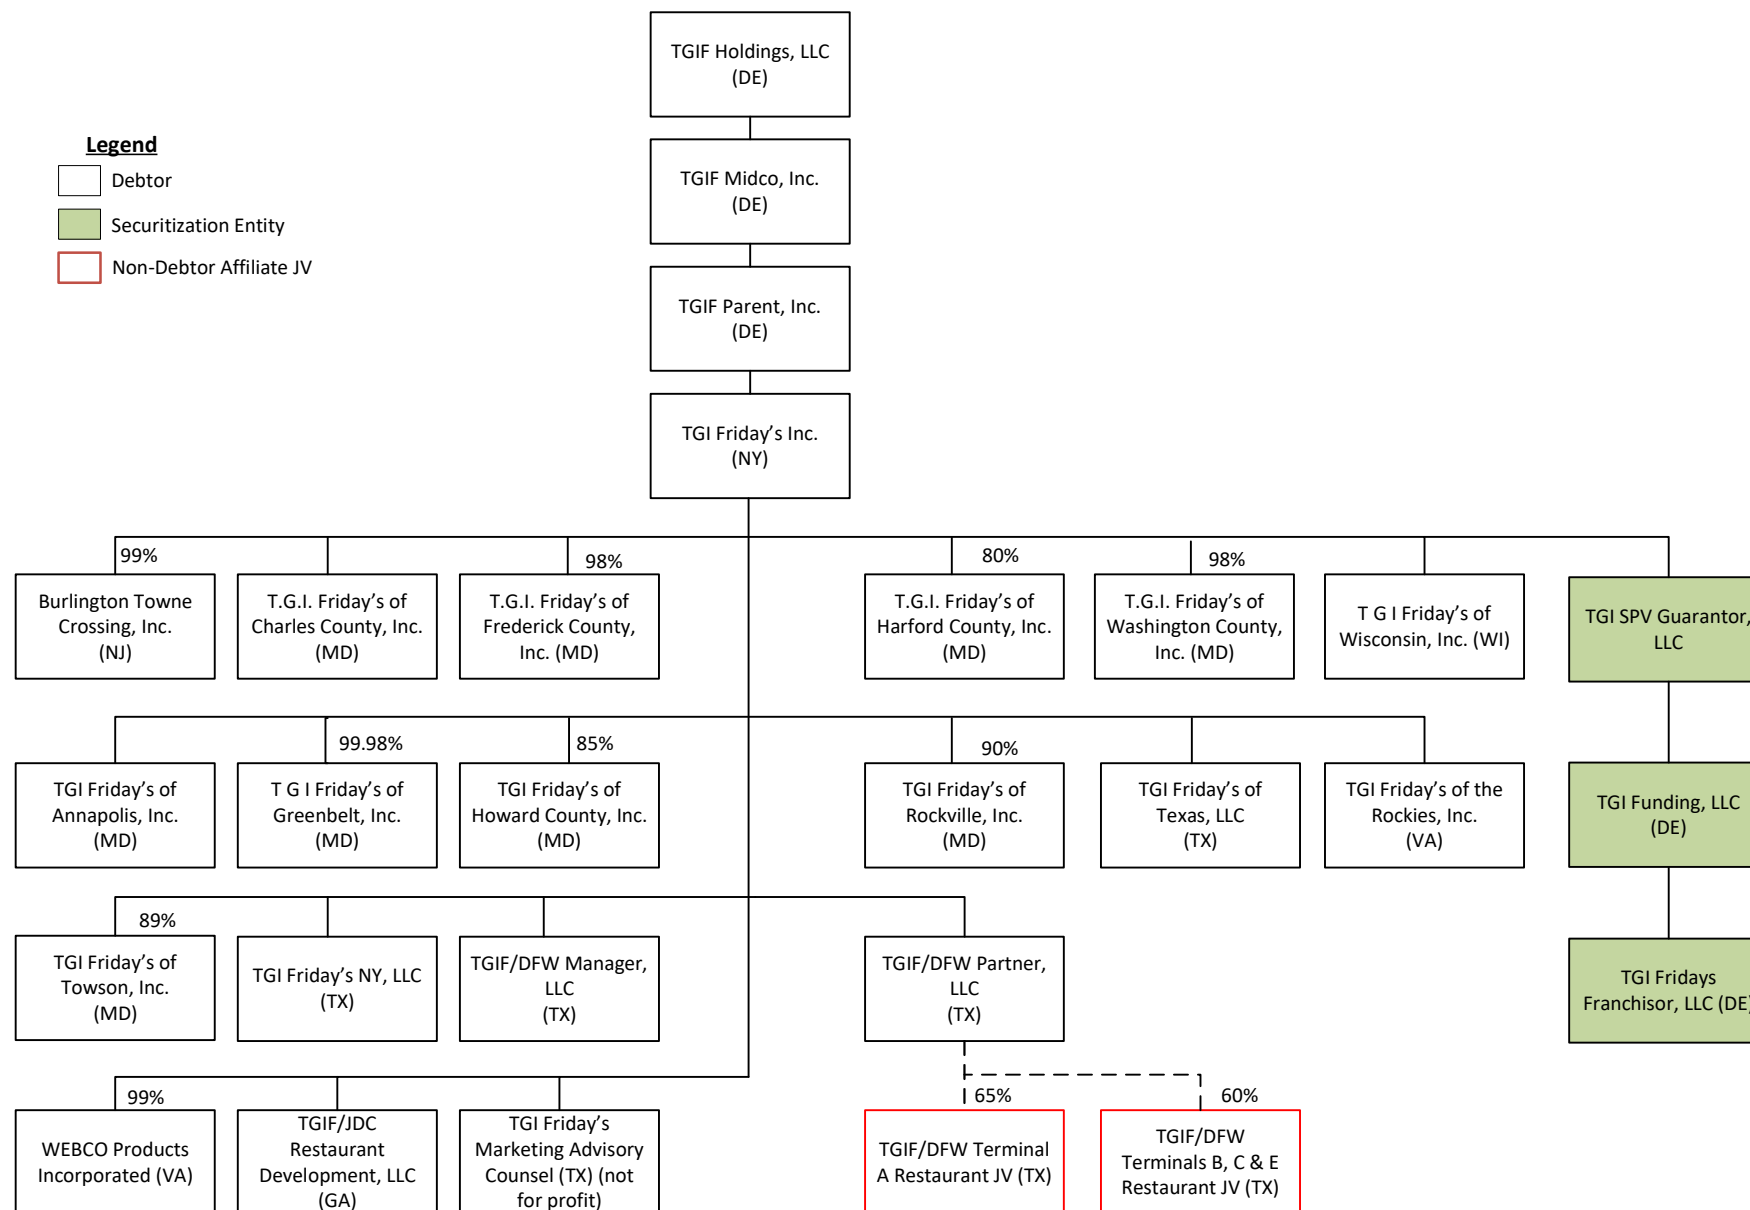 TGIF Holdings, LLC
(DE)
Legend
Debtor
Securitization Entity
Non-Debtor Affiliate JV
TGIF Midco, Inc.
(DE)
TGIF Parent, Inc.
(DE)
TGI Friday’s Inc.
(NY)
99%
98%
80%
98%
Burlington Towne
Crossing, Inc.
(NJ)
T.G.I. Friday’s of
Charles County, Inc.
(MD)
T.G.I. Friday’s of
Frederick County,
Inc. (MD)
T.G.I. Friday’s of
Harford County, Inc.
(MD)
T.G.I. Friday’s of
Washington County,
Inc. (MD)
T G I Friday’s of
Wisconsin, Inc. (WI)
TGI SPV Guarantor,
LLC
99.98%
85%
90%
TGI Friday’s of
Annapolis, Inc.
(MD)
T G I Friday’s of
Greenbelt, Inc.
(MD)
TGI Friday’s of
Howard County, Inc.
(MD)
TGI Friday’s of
Rockville, Inc.
(MD)
TGI Friday’s of
Texas, LLC
(TX)
TGI Friday’s of the
Rockies, Inc.
(VA)
TGI Funding, LLC
(DE)
89%
TGI Friday’s of
Towson, Inc.
(MD)
TGI Friday’s NY, LLC
(TX)
TGIF/DFW Manager,
LLC
(TX)
TGIF/DFW Partner,
LLC
(TX)
TGI Fridays
Franchisor, LLC (DE)
99%
65%
60%
WEBCO Products
Incorporated (VA)
TGIF/JDC
Restaurant
Development, LLC
(GA)
TGI Friday’s
Marketing Advisory
Counsel (TX) (not
for profit)
TGIF/DFW Terminal
A Restaurant JV (TX)
TGIF/DFW
Terminals B, C & E
Restaurant JV (TX)